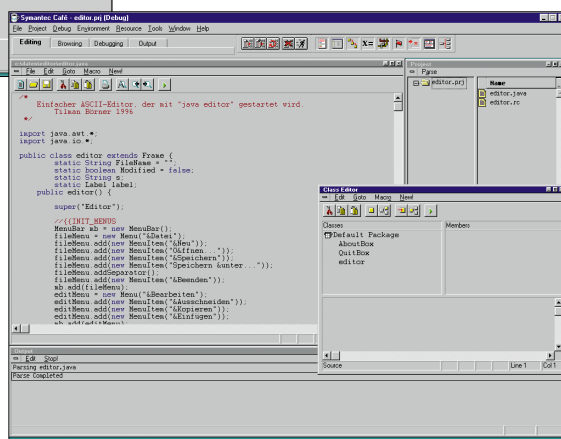 Symantec Café - editor.prj (Debug)
File Project Debug Environment Resource Tools Window Help
Editing Browsing Debugging Output
File Edit Goto Macro New!
/*
Einfacher ASCII-Editor, der mit "java editor" gestartet wird.
Tilman Börner 1996
*/
import java.awt.*;
import java.io.*;
public class editor extends Frame {
static String FileName = "";
static boolean Modified = false;
static String s;
static Label label;
public editor() {
super("Editor");
//{{INIT_MENUS
MenuBar mb = new MenuBar();
fileMenu = new Menu("&Datei");
fileMenu.add(new MenuItem("&Neu"));
fileMenu.add(new MenuItem("Ö&ffnen..."));
fileMenu.add(new MenuItem("&Speichern"));
fileMenu.add(new MenuItem("Speichern &unter..."));
fileMenu.addSeparator();
fileMenu.add(new MenuItem("&Beenden"));
mb.add(fileMenu);
editMenu = new Menu("&Bearbeiten");
editMenu.add(new MenuItem("&Ausschneiden"));
editMenu.add(new MenuItem("&Kopieren"));
editMenu.add(new MenuItem("&Einfügen"));
mb.add(editMenu)
Project
Parse
editor.prj
Name
editor.java
editor.rc
Class Editor
File Edit Goto Macro New!
Classes Members
Default Package
AboutBox
QuitBox
editor
Source Line 1 Col 1
Output
Edit Stop!
Parsing editor.java
Parse Completed